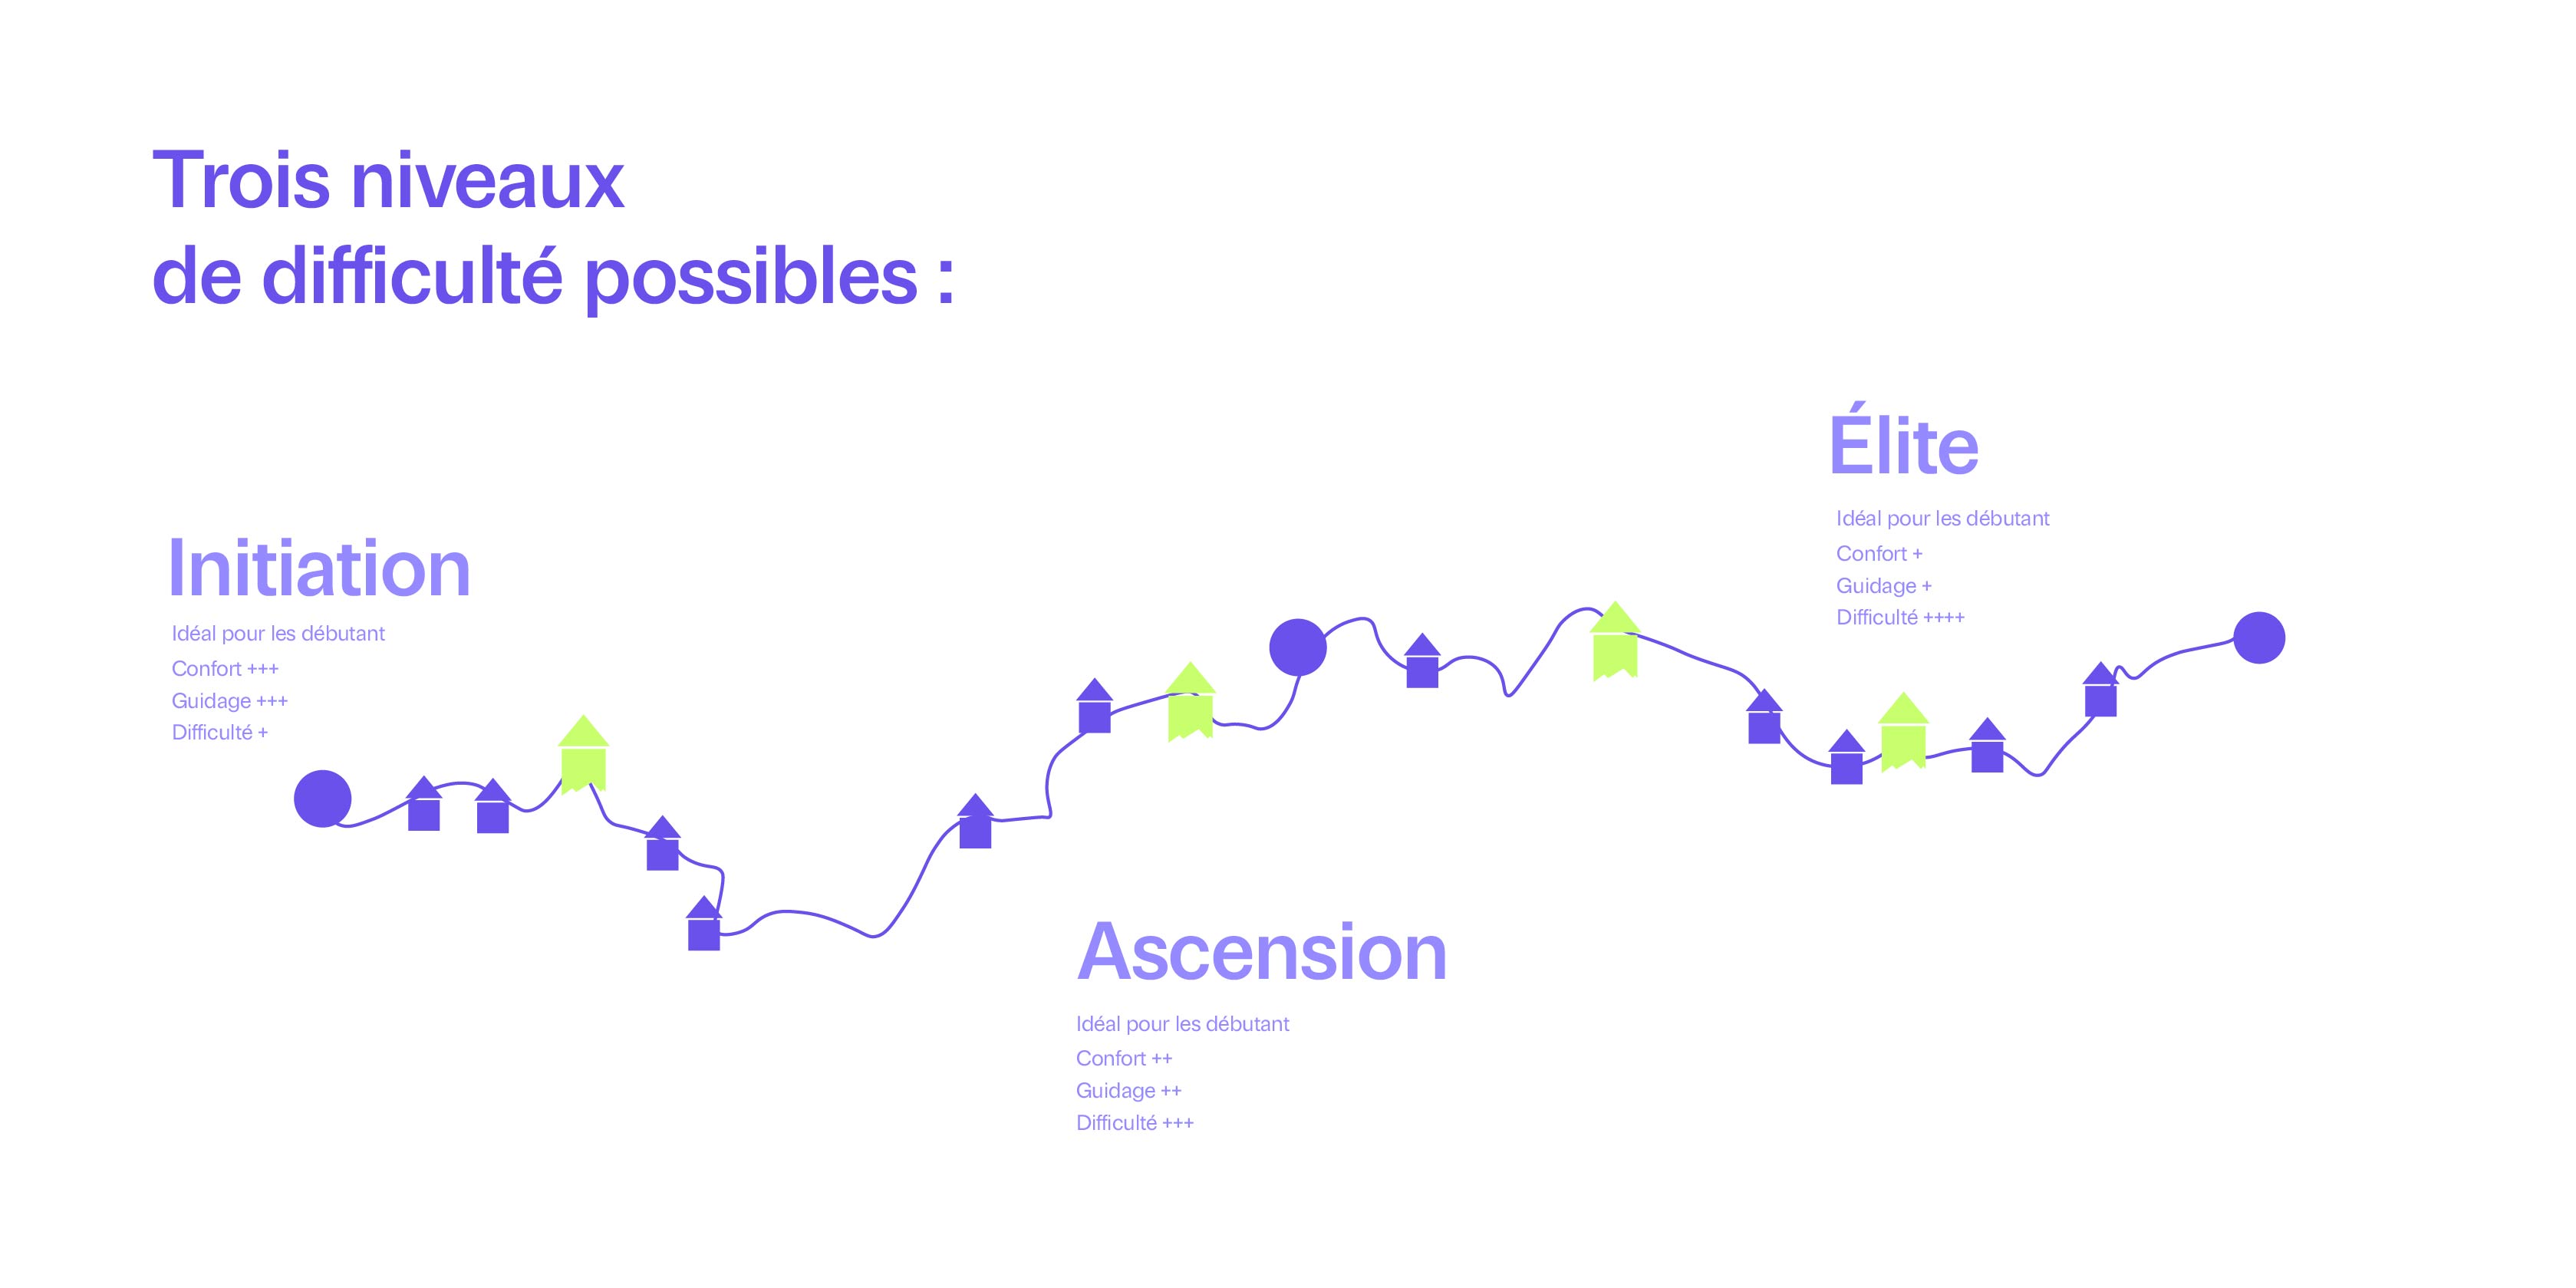 Trois niveaux
de difficulté possibles :
Initiation
Idéal pour les débutant
Confort +++
Guidage +++
Difficulté +
Ascension
Idéal pour les débutant
Confort ++
Guidage ++
Difficulté +++
Élite
Idéal pour les débutant
Confort +
Guidage +
Difficulté ++++